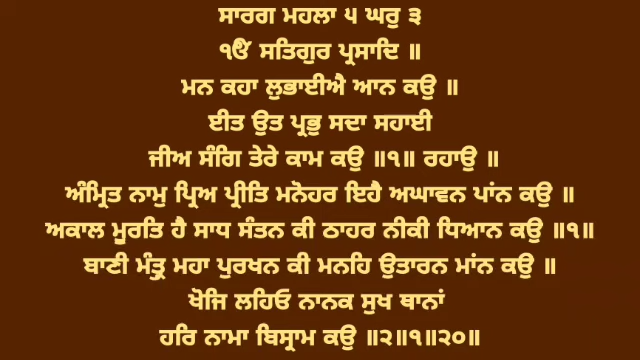 ਸਾਰਗ ਮਹਲਾ ੫ ਘਰੁ ੩
ੴ ਸਤਿਗੁਰ ਪ੍ਰਸਾਦਿ ॥
ਮਨ ਕਹਾ ਲੁਭਾਈਐ ਆਨ ਕਉ ॥
ਈਤ ਊਤ ਪ੍ਰਭੁ ਸਦਾ ਸਹਾਈ
ਜੀਅ ਸੰਗਿ ਤੇਰੇ ਕਾਮ ਕਉ ॥੧॥ ਰਹਾਉ ॥
ਅੰਮ੍ਰਿਤ ਨਾਮੁ ਪ੍ਰਿਅ ਪ੍ਰੀਤਿ ਮਨੋਹਰ ਇਹੈ ਅਘਾਵਨ ਪਾਂਨ ਕਉ ॥
ਅਕਾਲ ਮੂਰਤਿ ਹੈ ਸਾਧ ਸੰਤਨ ਕੀ ਠਾਹਰ ਨੀਕੀ ਧਿਆਨ ਕਉ ॥੧॥
ਬਾਣੀ ਮੰਤ੍ਰੁ ਮਹਾ ਪੁਰਖਨ ਕੀ ਮਨਹਿ ਉਤਾਰਨ ਮਾਂਨ ਕਉ ॥
ਖੋਜਿ ਲਹਿਓ ਨਾਨਕ ਸੁਖ ਥਾਨਾਂ
ਹਰਿ ਨਾਮਾ ਬਿਸ੍ਰਾਮ ਕਉ ॥੨॥੧॥੨੦॥